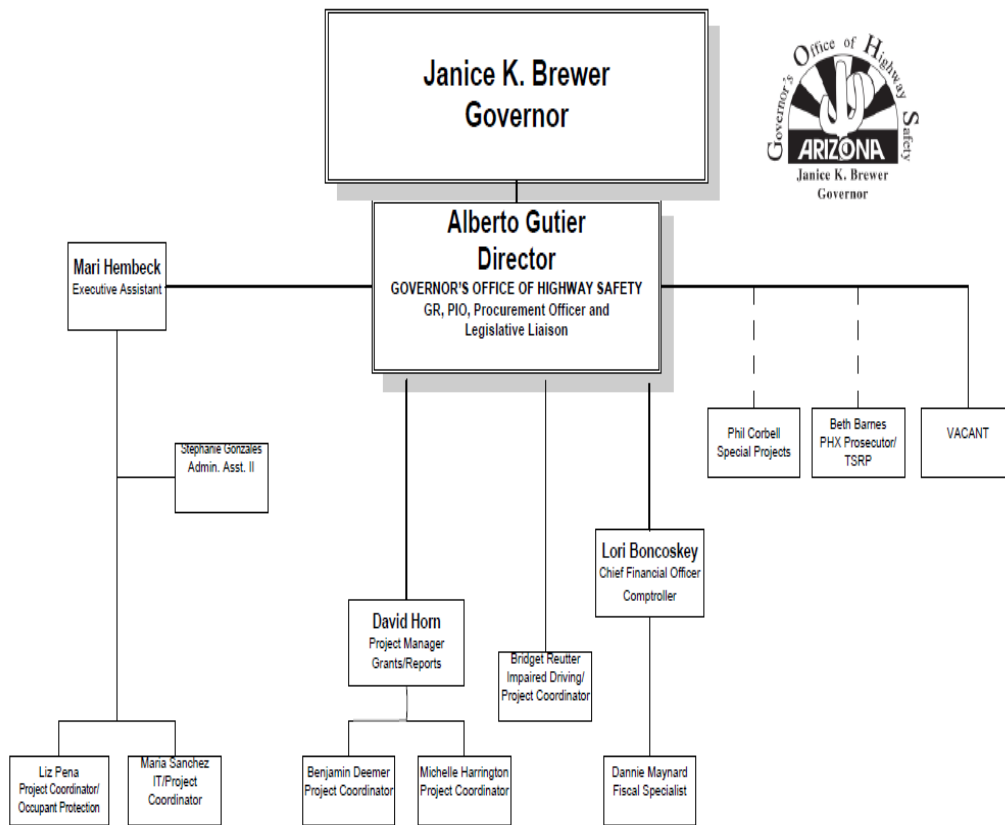 Janice K. Brewer
Governor
Governor's Office of Highway Safety
ARIZONA
Janice K. Brewer
Governor
Alberto Gutier
Director
GOVERNOR'S OFFICE OF HIGHWAY SAFETY
GR, PIO, Procurement Officer and
Legislative Liaison
Mari Hembeck
Executive Assistant
Stephanie Gonzales
Admin. Asst. II
Phil Corbell
Special Projects
Beth Barnes
PHX Prosecutor/
TSRP
VACANT
Lori Boncoskey
Chief Financial Officer
Comptroller
David Horn
Project Manager
Grants/Reports
Bridget Reutter
Impaired Driving/
Project Coordinator
Liz Pena
Project Coordinator/
Occupant Protection
Maria Sanchez
IT/Project
Coordinator
Benjamin Deemer
Project Coordinator
Michelle Harrington
Project Coordinator
Dannie Maynard
Fiscal Specialist